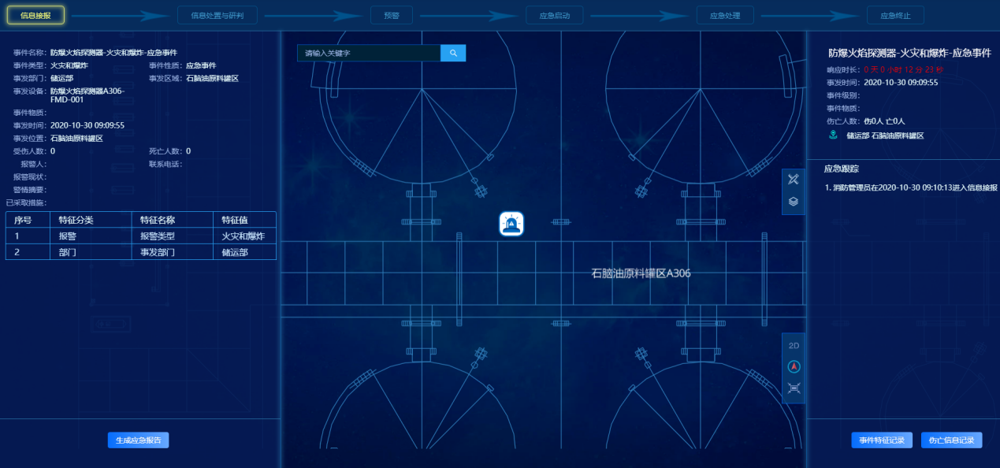 信息接报
信息处置与研判
预警
应急启动
应急处理
应急终止
事件名称：防爆火焰探测器-火灾和爆炸-应急事件
事件类型：火灾和爆炸
事件性质：应急事件
事发部门：储运部
事发区域：石脑油原料罐区
事发设备：防爆火焰探测器A306-
FMD-001
事件物质：
事发时间：2020-10-30 09:09:55
事发位置：石脑油原料罐区
受伤人数：0
死亡人数：0
报警人：
联系电话：
报警现状：
警情摘要：
已采取措施：
序号 特征分类 特征名称 特征值
1 报警 报警类型 火灾和爆炸
2 部门 事发部门 储运部
生成应急报告
请输入关键字
石脑油原料罐区A306
2D
防爆火焰探测器-火灾和爆炸-应急事件
响应时长：0 天 0 小时 12 分 23 秒
事发时间：2020-10-30 09:09:55
事件级别：
事件物质：
伤亡人数：伤0人 亡0人
储运部 石脑油原料罐区
应急跟踪
1. 消防管理员在2020-10-30 09:10:13进入信息接报
事件特征记录
伤亡信息记录